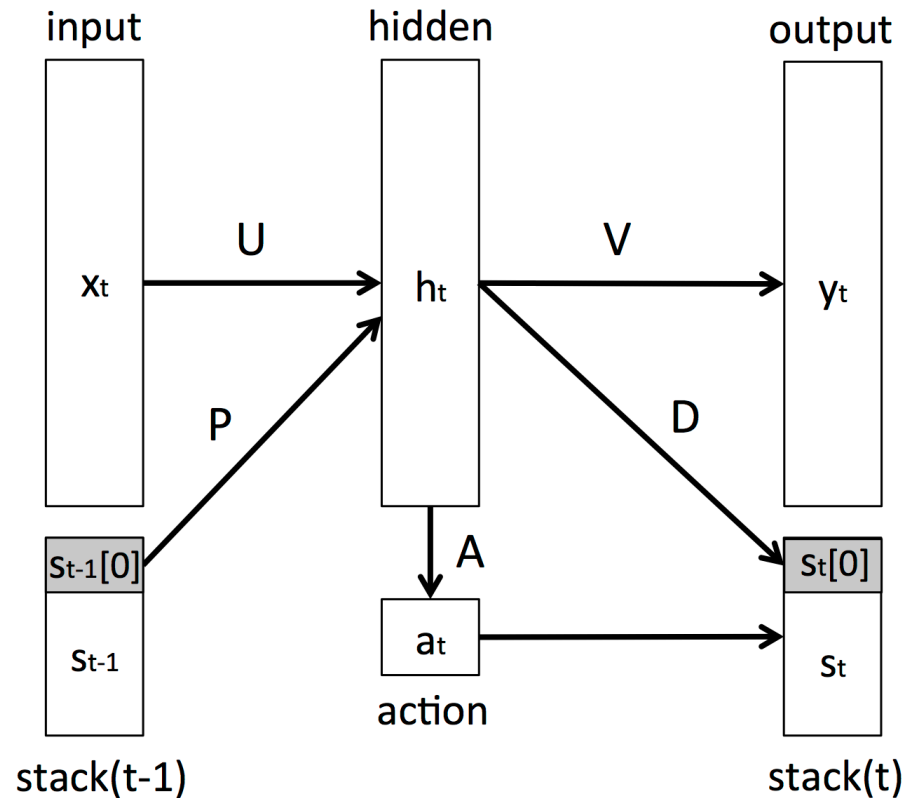 input
hidden
output
U
V
xt
ht
yt
P
D
A
st-1[0]
st[0]
st-1
at
st
action
stack(t-1)
stack(t)